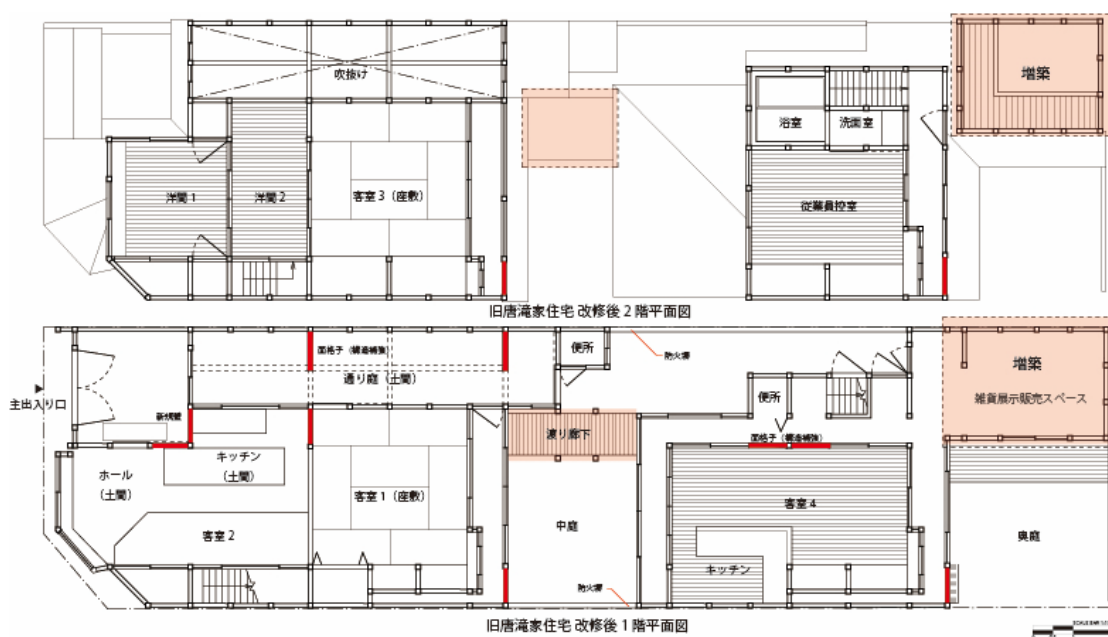 吹抜け
増築
浴室
洗面室
洋間1
洋間2
客室3（座敷）
従業員控室
旧唐滝家住宅 改修後2階平面図
面格子（構造補強）
便所
防火塀
通り庭（土間）
増築
主出入り口
雑貨展示販売スペース
新規壁
便所
渡り廊下
面格子（構造補強）
キッチン
（土間）
ホール
（土間）
客室1（座敷）
客室4
中庭
客室2
奥庭
キッチン
防火塀
旧唐滝家住宅 改修後1階平面図